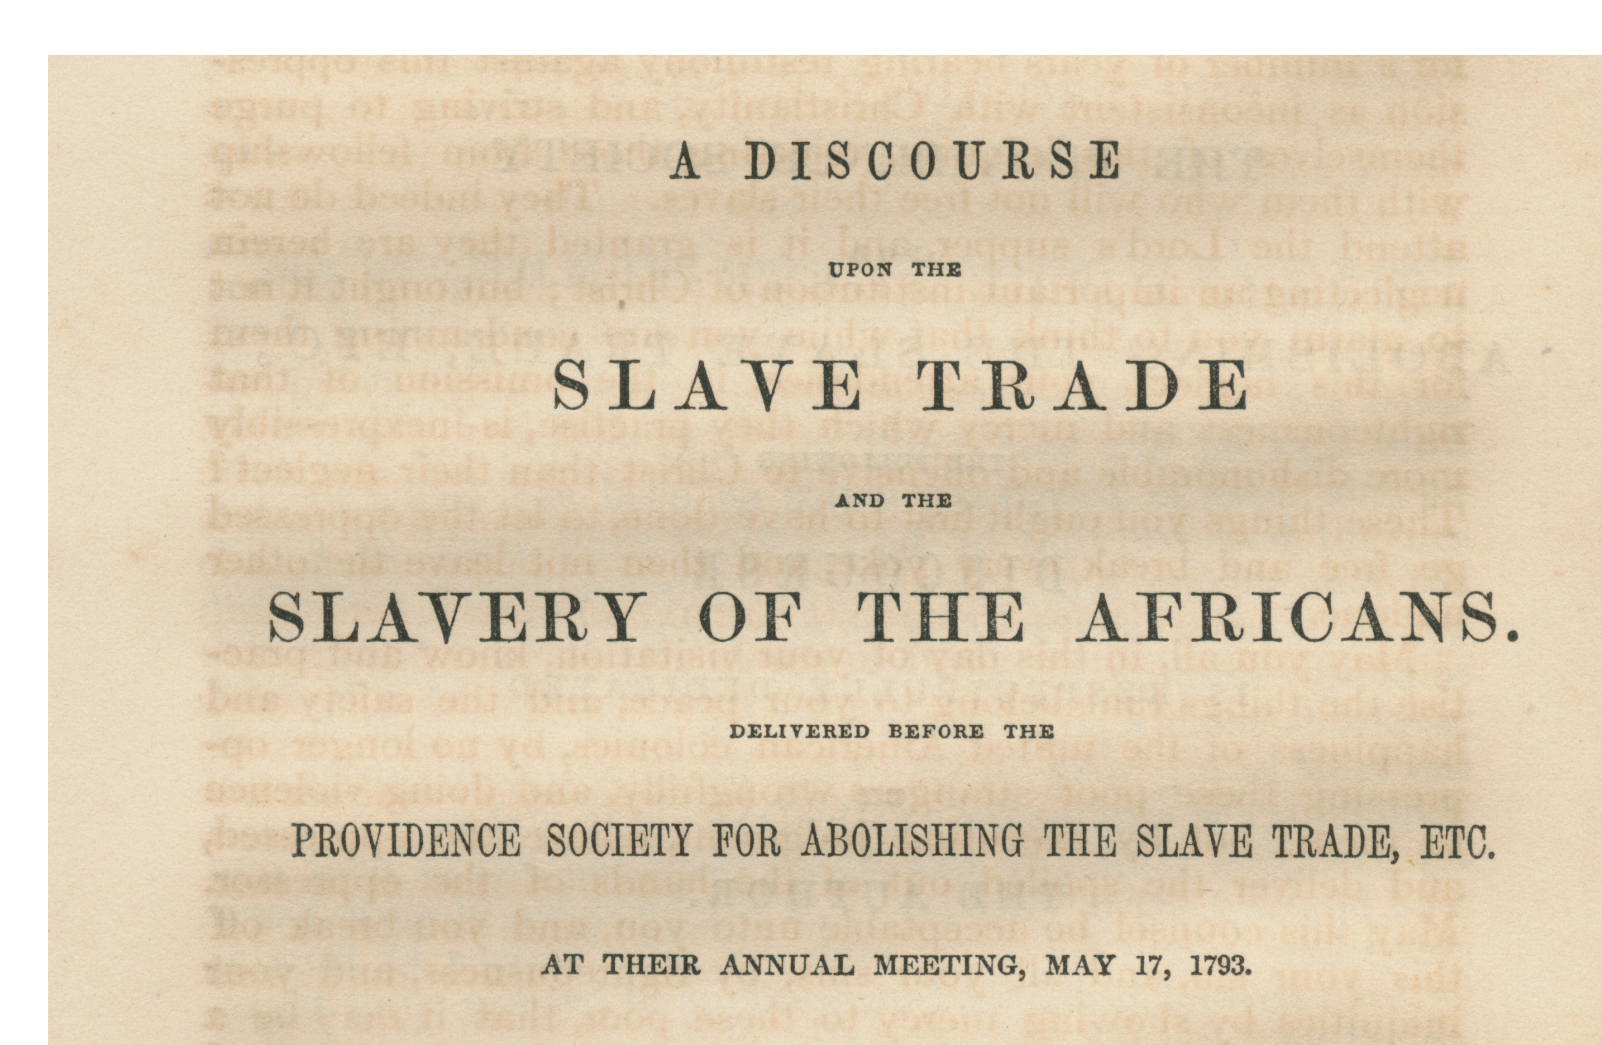 A DISCOURSE
UPON THE
SLAVE TRADE
AND THE
SLAVERY OF THE AFRICANS.
DELIVERED BEFORE THE
PROVIDENCE SOCIETY FOR ABOLISHING THE SLAVE TRADE, ETC.
AT THEIR ANNUAL MEETING, MAY 17, 1793.